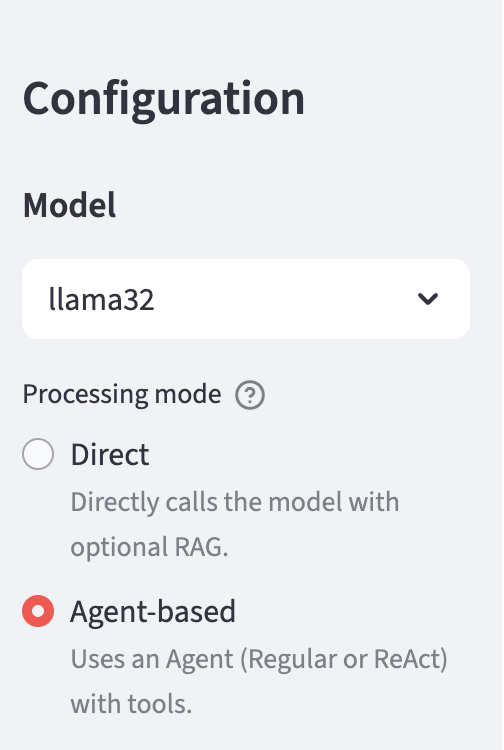 Configuration
Model
llama32
Processing mode ?
Direct
Directly calls the model with
optional RAG.
Agent-based
Uses an Agent (Regular or ReAct)
with tools.